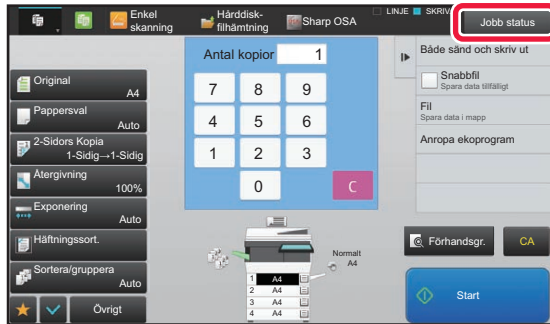 Enkel
skanning
Hårddisk-
filhämtning
Sharp OSA
LINJE
SKRIV
Jobb status
Original
A4
Pappersval
Auto
2-Sidors Kopia
1-Sidig→1-Sidig
Återgivning
100%
Exponering
Auto
Häftningssort.
Sortera/gruppera
Auto
Övrigt
Antal kopior
1
7 8 9
4 5 6
1 2 3
0 C
Normalt
A4
1 A4
2 A4
3 A4
4 A4
Både sänd och skriv ut
Snabbfil
Spara data tillfälligt
Fil
Spara data i mapp
Anropa ekoprogram
Förhandsgr.
CA
Start